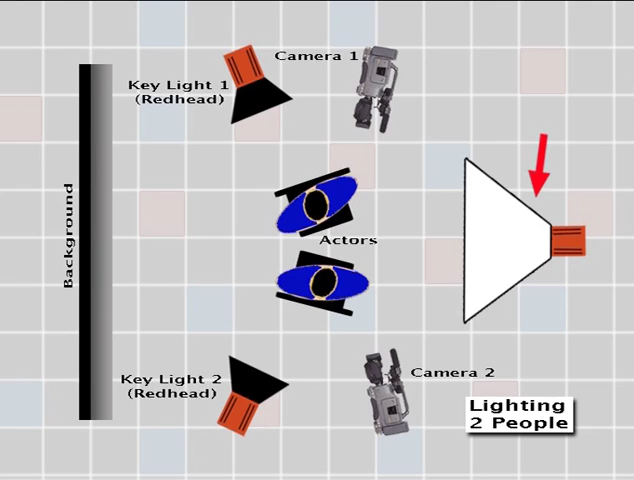 Camera 1
Key Light 1
(Redhead)
Actors
Background
Key Light 2
(Redhead)
Camera 2
Lighting
2 People